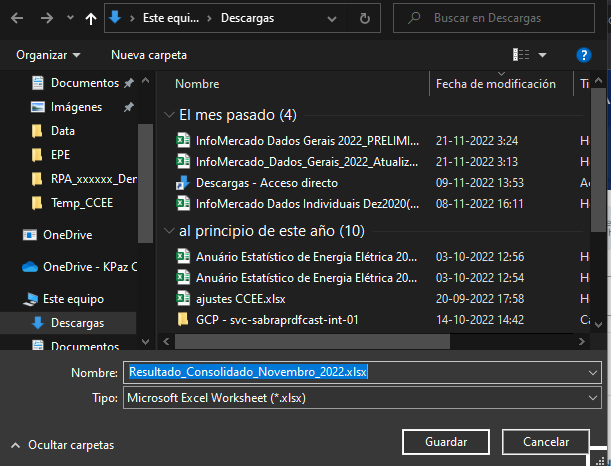 Este equi... > Descargas
Buscar en Descargas
Organizar
Nueva carpeta
Documentos
Imágenes
Data
EPE
RPA_xxxxxx_Den
Temp_CCEE
OneDrive
OneDrive - KPaz C
Este equipo
Descargas
Documentos
Nombre Fecha de modificación Ti
El mes pasado (4)
InfoMercado Dados Gerais 2022_PRELIMI... 21-11-2022 3:24 H
InfoMercado_Dados_Gerais_2022_Atualiz... 21-11-2022 3:13 H
Descargas - Acceso directo 09-11-2022 13:53 A
InfoMercado Dados Individuais Dez2020(... 08-11-2022 16:11 H
al principio de este año (10)
Anuário Estatístico de Energia Elétrica 20... 03-10-2022 12:56 H
Anuário Estatístico de Energia Elétrica 20... 03-10-2022 12:54 H
ajustes CCEE.xlsx 20-09-2022 17:58 H
GCP - svc-sabraprdfcast-int-01 14-10-2022 14:42 Ca
Nombre: Resultado_Consolidado_Novembro_2022.xlsx
Tipo: Microsoft Excel Worksheet (*.xlsx)
Ocultar carpetas
Guardar
Cancelar